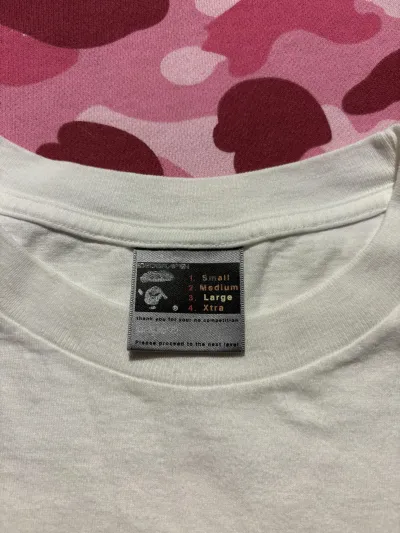 1. Small
2. Medium
3. Large
4. Xtra
thank you for poor no competition
Please proceed to the next level